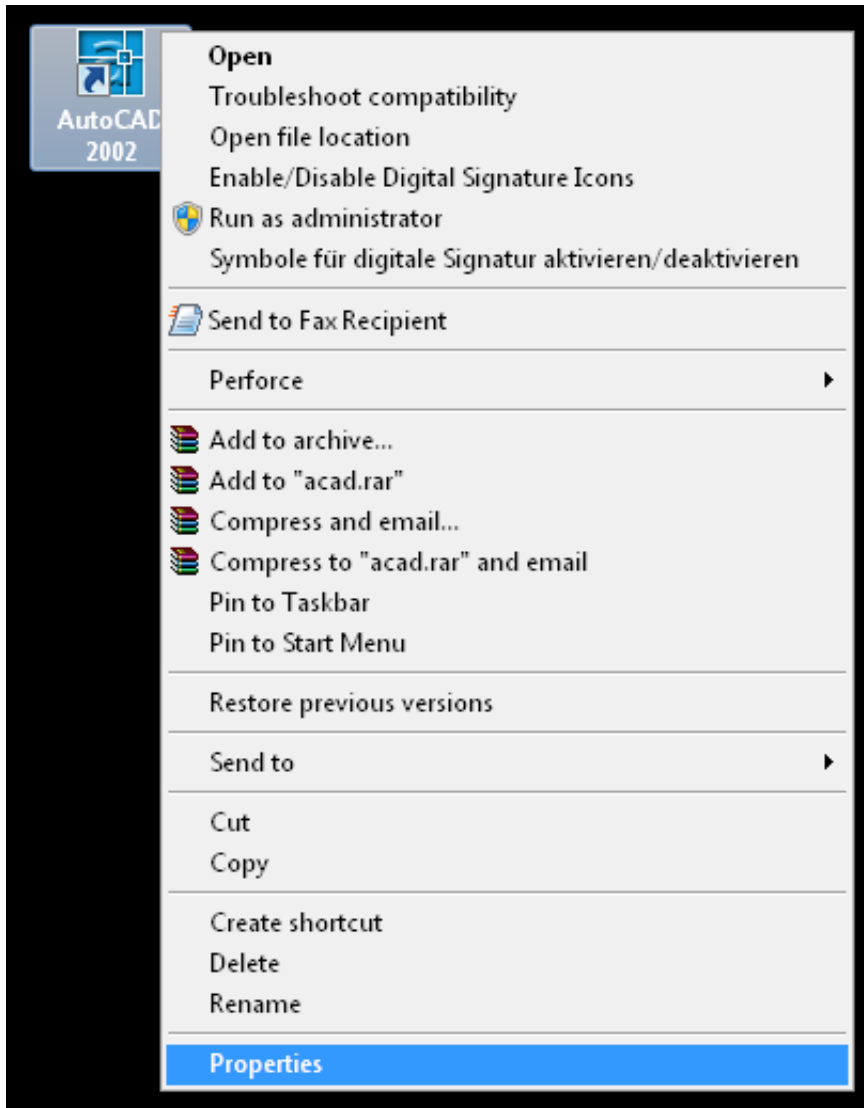 AutoCAD
2002
Open
Troubleshoot compatibility
Open file location
Enable/Disable Digital Signature Icons
Run as administrator
Symbole für digitale Signatur aktivieren/deaktivieren
Send to Fax Recipient
Perforce
Add to archive...
Add to "acad.rar"
Compress and email...
Compress to "acad.rar" and email
Pin to Taskbar
Pin to Start Menu
Restore previous versions
Send to
Cut
Copy
Create shortcut
Delete
Rename
Properties